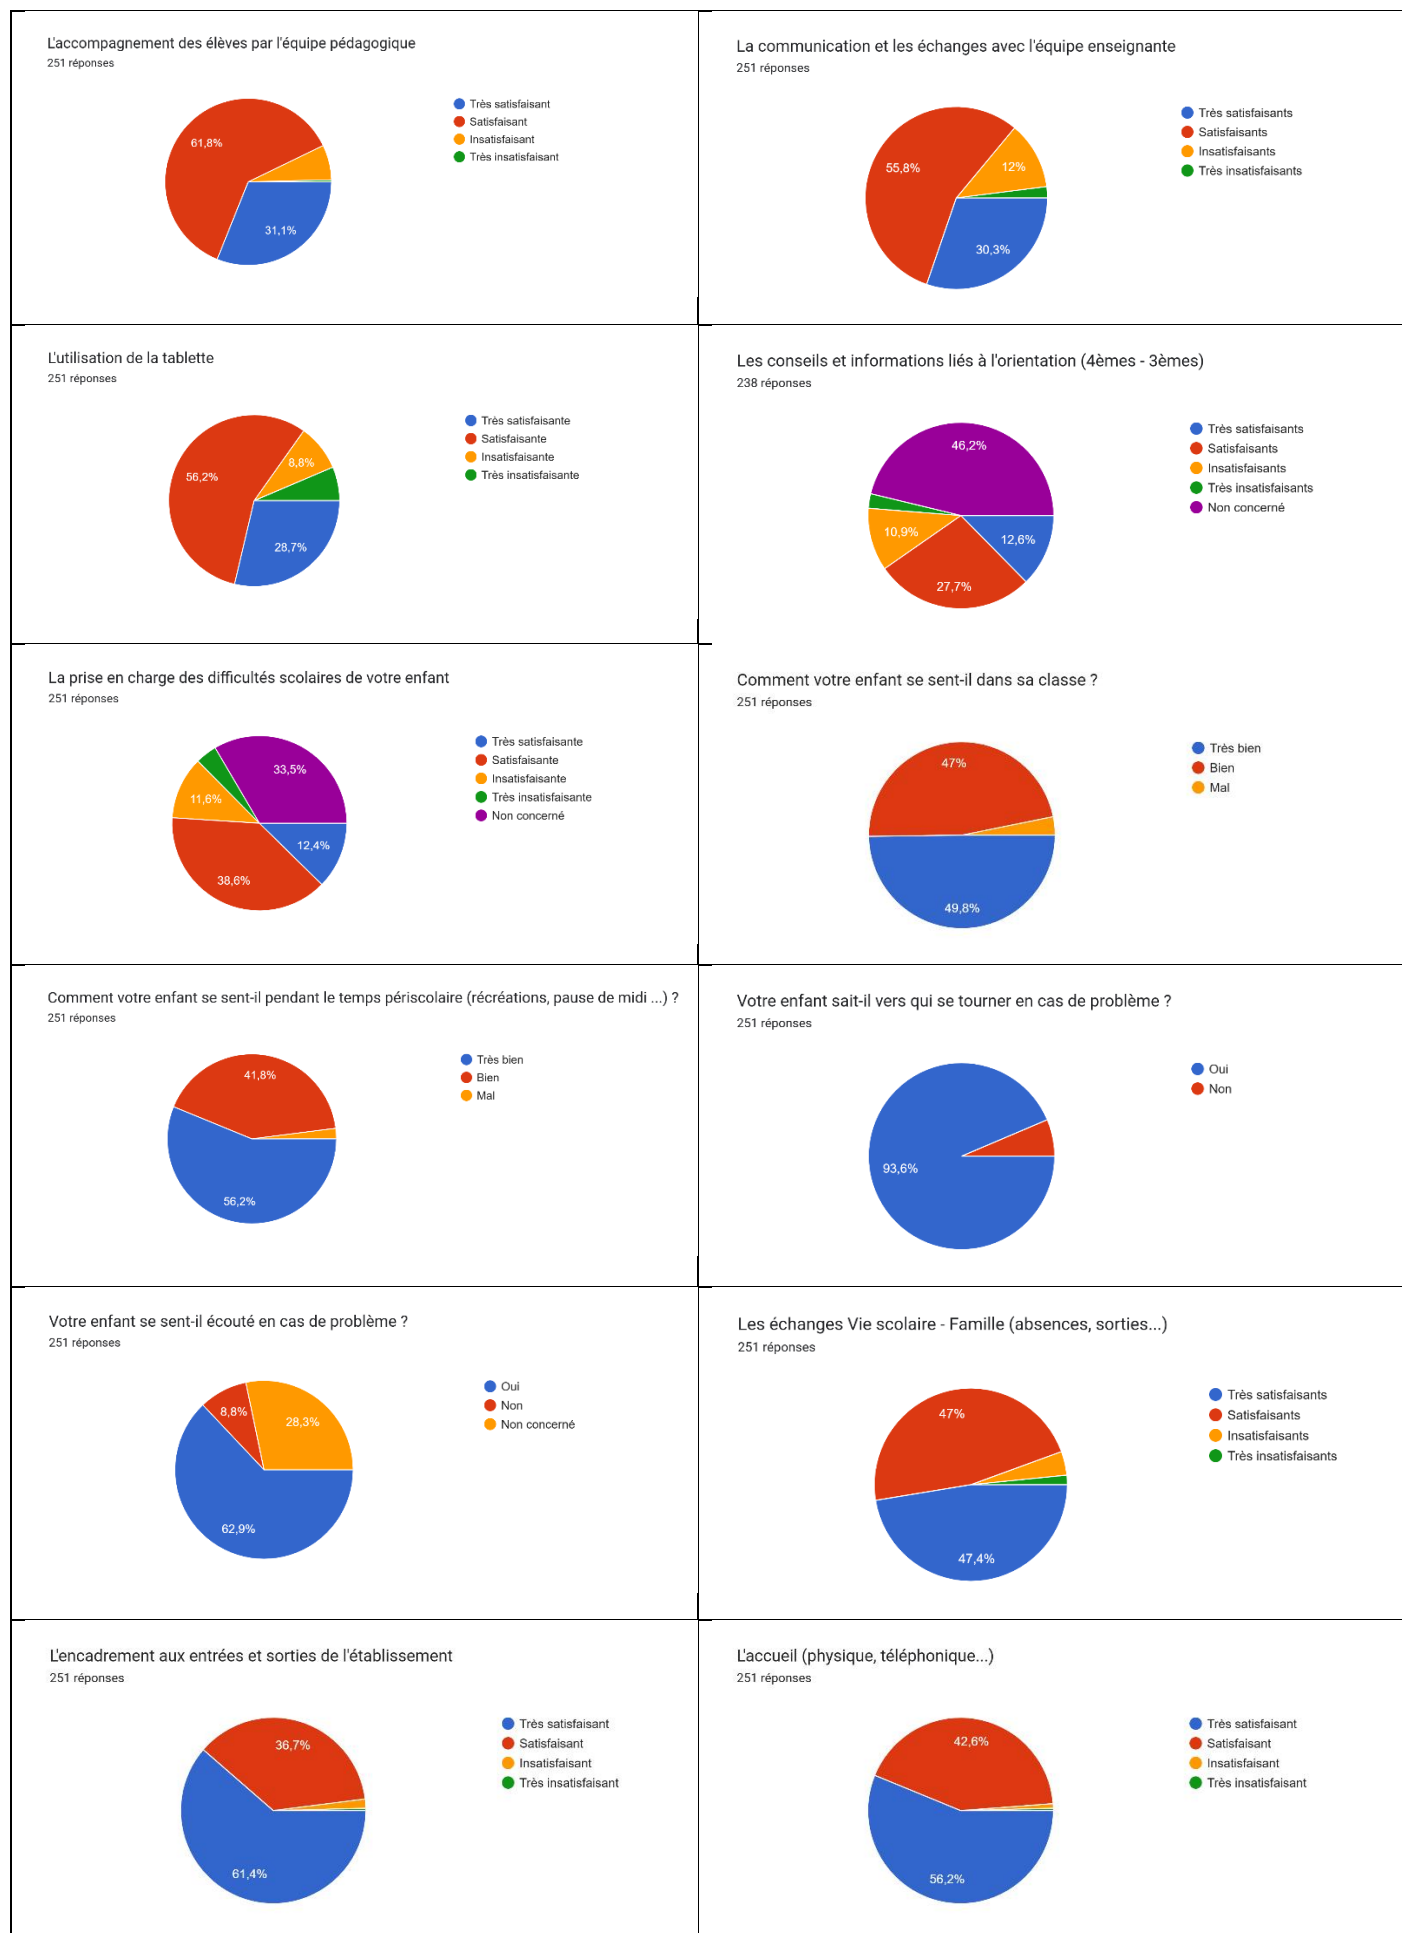 L'accompagnement des élèves par l'équipe pédagogique
251 réponses
Très satisfaisant
Satisfaisant
Insatisfaisant
Très insatisfaisant
61,8%
31,1%
La communication et les échanges avec l'équipe enseignante
251 réponses
Très satisfaisants
Satisfaisants
Insatisfaisants
Très insatisfaisants
55,8%
12%
30,3%
L'utilisation de la tablette
251 réponses
Très satisfaisante
Satisfaisante
Insatisfaisante
Très insatisfaisante
56,2%
8,8%
28,7%
Les conseils et informations liés à l'orientation (4èmes - 3èmes)
238 réponses
Très satisfaisants
Satisfaisants
Insatisfaisants
Très insatisfaisants
Non concerné
46,2%
10,9%
12,6%
27,7%
La prise en charge des difficultés scolaires de votre enfant
251 réponses
Très satisfaisante
Satisfaisante
Insatisfaisante
Très insatisfaisante
Non concerné
33,5%
11,6%
12,4%
38,6%
Comment votre enfant se sent-il dans sa classe ?
251 réponses
Très bien
Bien
Mal
47%
49,8%
Comment votre enfant se sent-il pendant le temps périscolaire (récréations, pause de midi ...) ?
251 réponses
Très bien
Bien
Mal
41,8%
56,2%
Votre enfant sait-il vers qui se tourner en cas de problème ?
251 réponses
Oui
Non
93,6%
Votre enfant se sent-il écouté en cas de problème ?
251 réponses
Oui
Non
Non concerné
8,8%
28,3%
62,9%
Les échanges Vie scolaire - Famille (absences, sorties...)
251 réponses
Très satisfaisants
Satisfaisants
Insatisfaisants
Très insatisfaisants
47%
47,4%
L'encadrement aux entrées et sorties de l'établissement
251 réponses
Très satisfaisant
Satisfaisant
Insatisfaisant
Très insatisfaisant
36,7%
61,4%
L'accueil (physique, téléphonique...)
251 réponses
Très satisfaisant
Satisfaisant
Insatisfaisant
Très insatisfaisant
42,6%
56,2%